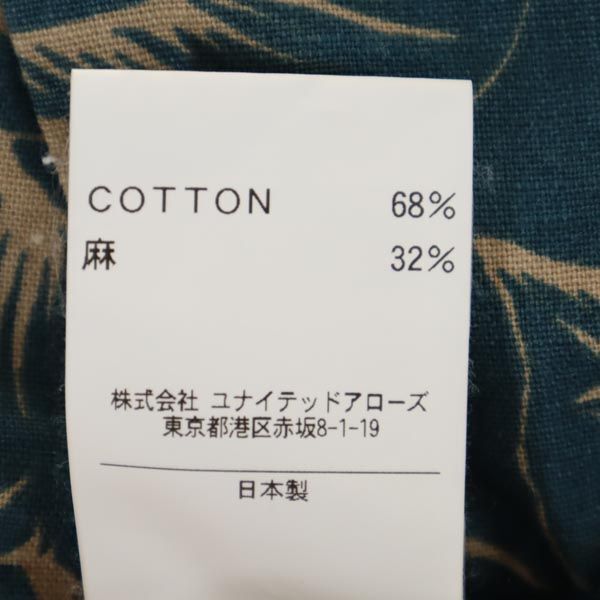 COTTON 68%
麻 32%
株式会社 ユナイテッドアローズ
東京都港区赤坂8-1-19
日本製